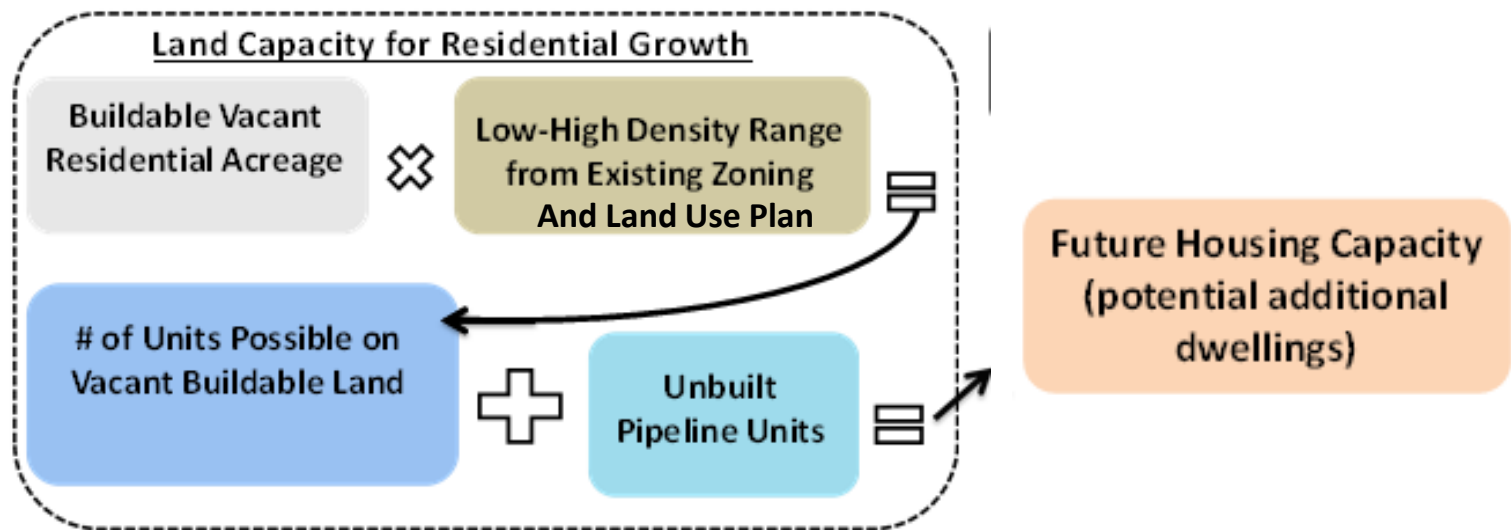 Land Capacity for Residential Growth
Buildable Vacant
Residential Acreage
Low-High Density Range
from Existing Zoning
And Land Use Plan
# of Units Possible on
Vacant Buildable Land
Unbuilt
Pipeline Units
Future Housing Capacity
(potential additional
dwellings)